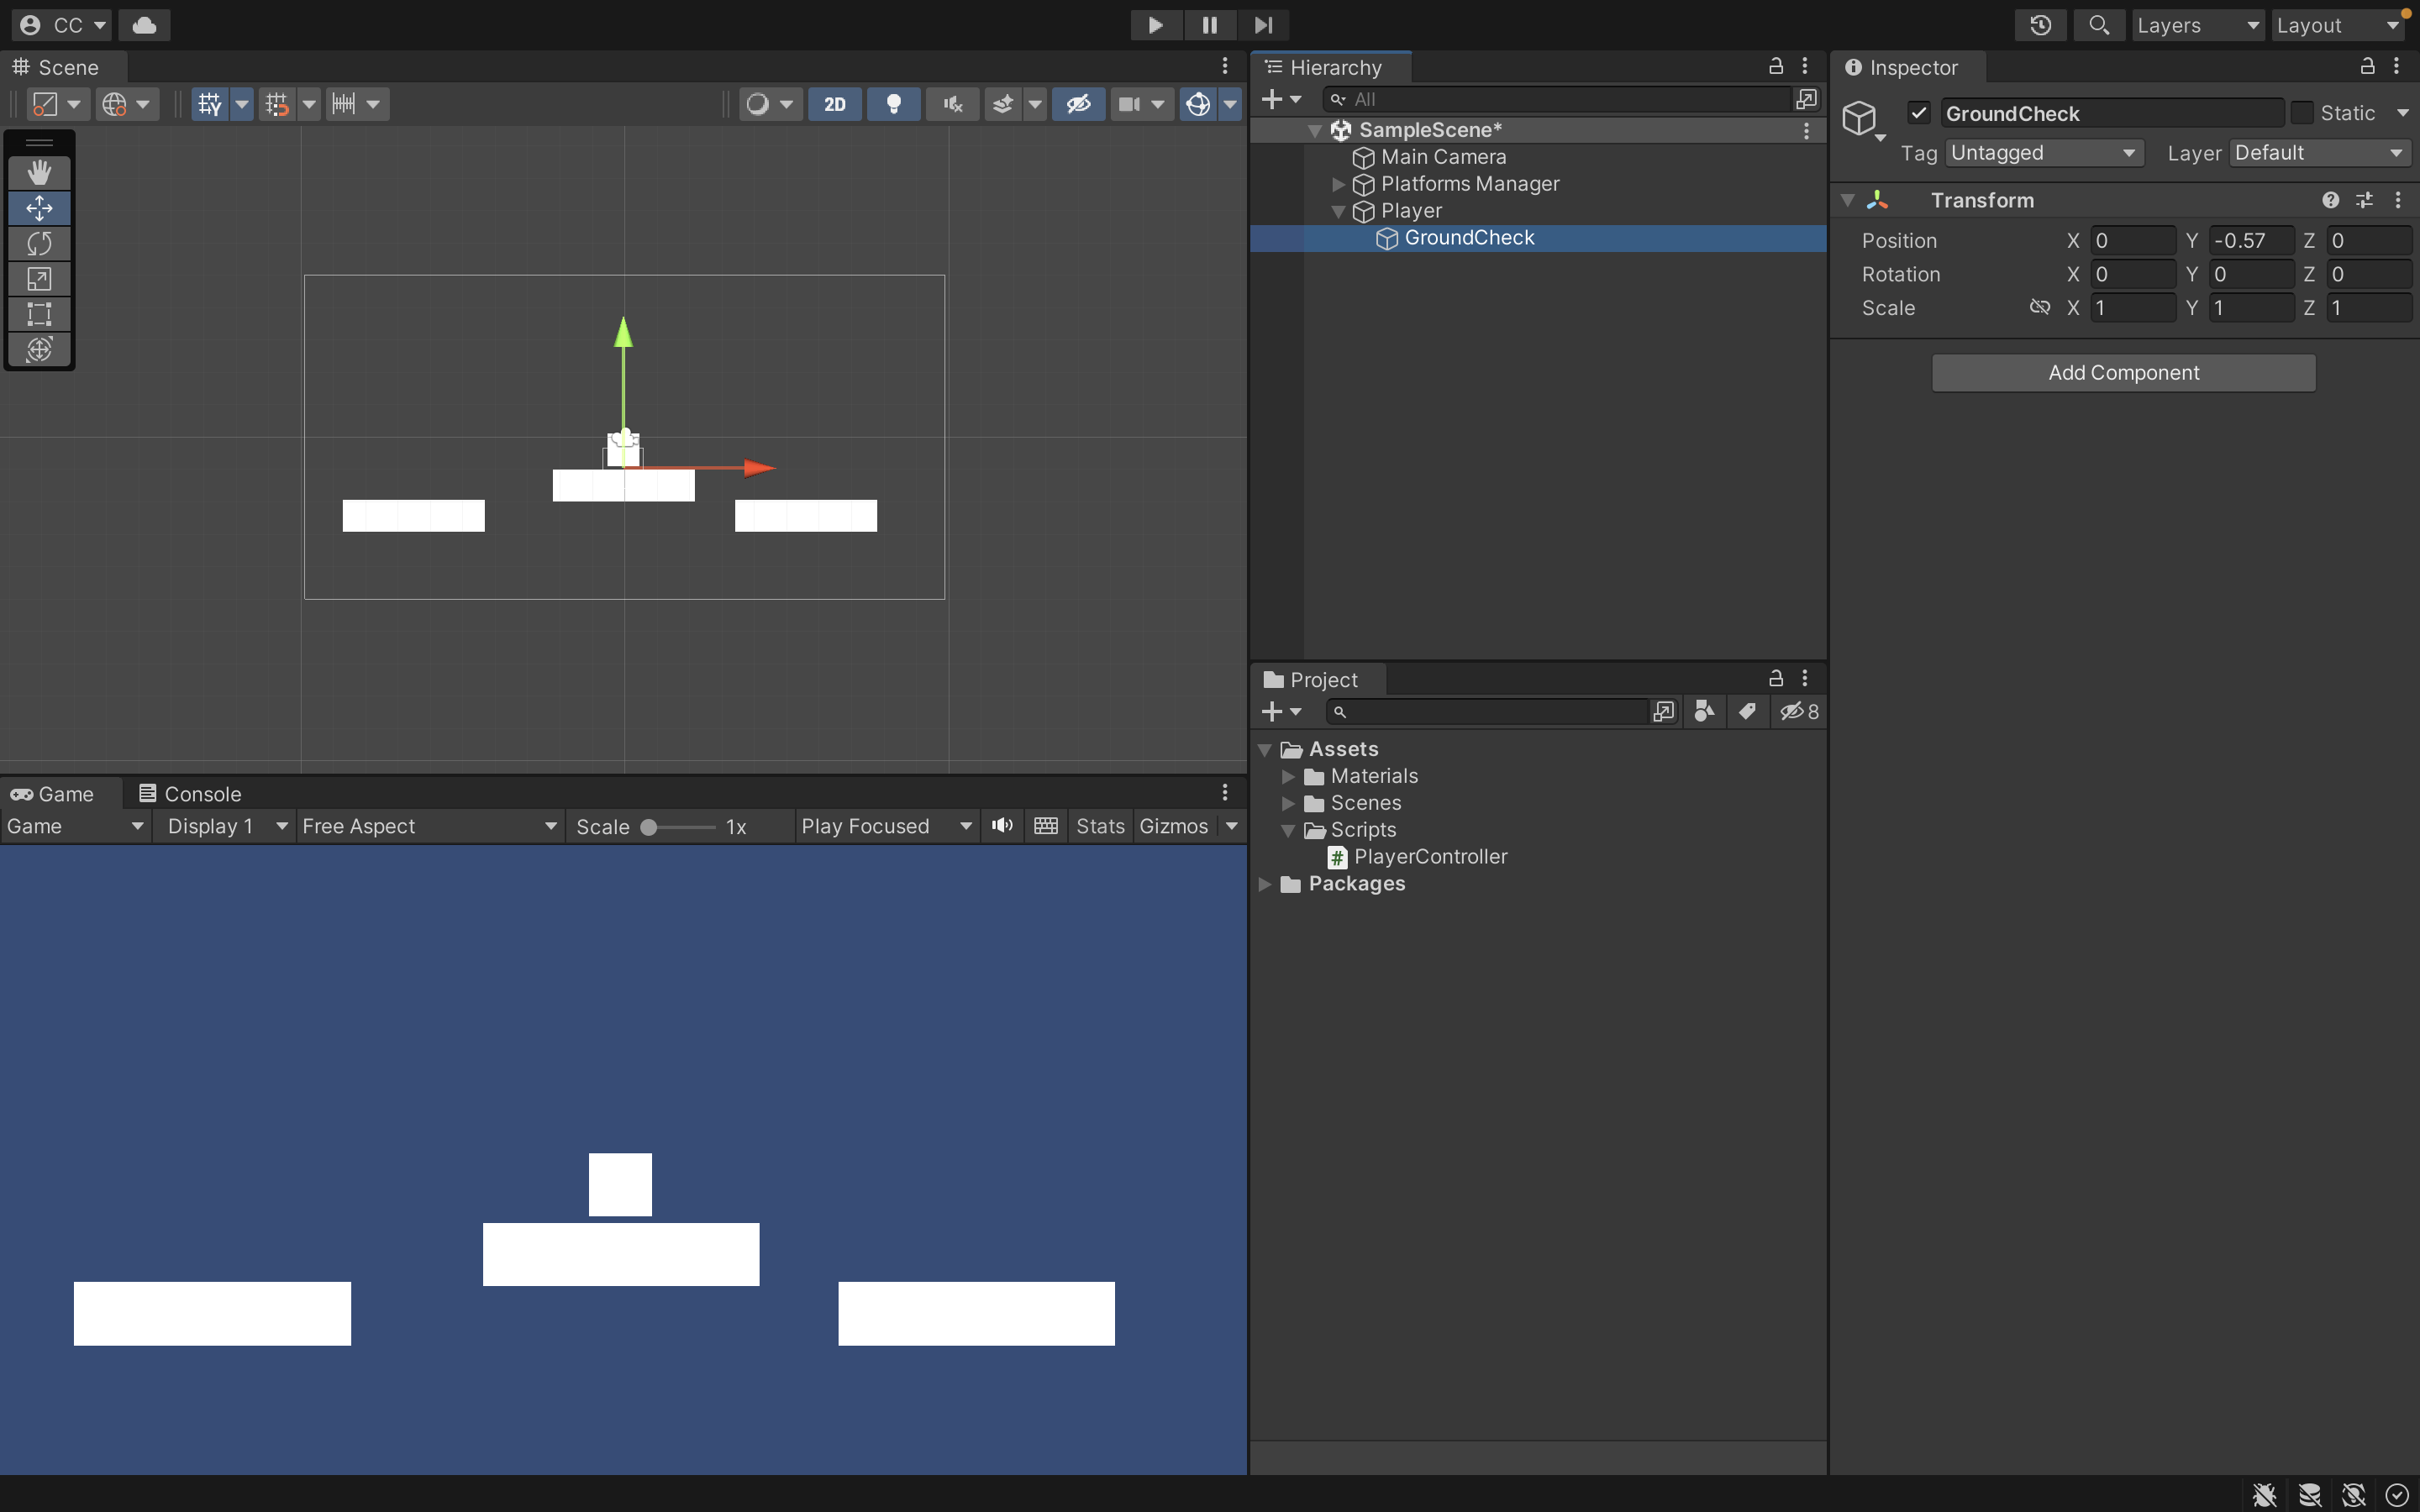 CC
Layers
Layout
Scene
2D
Hierarchy
All
SampleScene*
Main Camera
Platforms Manager
Player
GroundCheck
Inspector
GroundCheck
Static
Tag
Untagged
Layer
Default
Transform
Position X 0 Y -0.57 Z 0
Rotation X 0 Y 0 Z 0
Scale X 1 Y 1 Z 1
Add Component
Project
8
Assets
Materials
Scenes
Scripts
# PlayerController
Packages
Game
Console
Game
Display 1
Free Aspect
Scale
1x
Play Focused
Stats
Gizmos